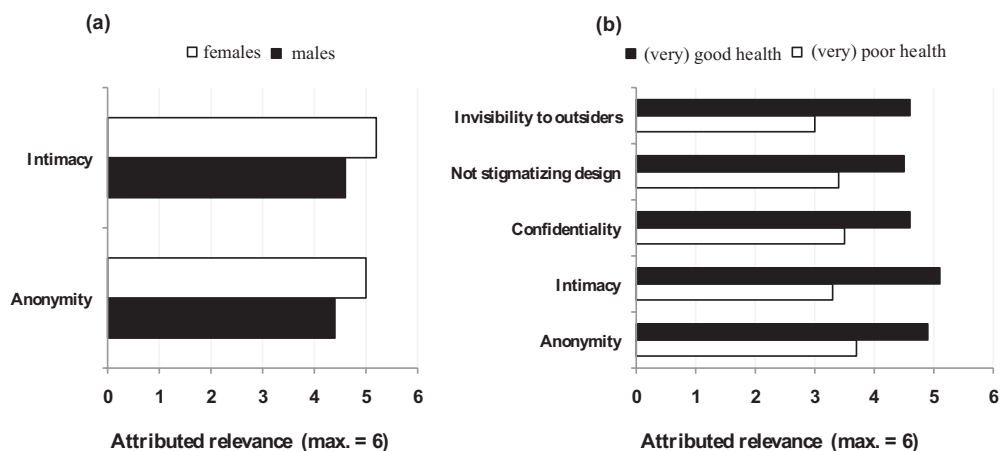 (a)
females males
Intimacy
Anonymity
0 1 2 3 4 5 6
Attributed relevance (max. = 6)
(b)
(very) good health (very) poor health
Invisibility to outsiders
Not stigmatizing design
Confidentiality
Intimacy
Anonymity
0 1 2 3 4 5 6
Attributed relevance (max. = 6)